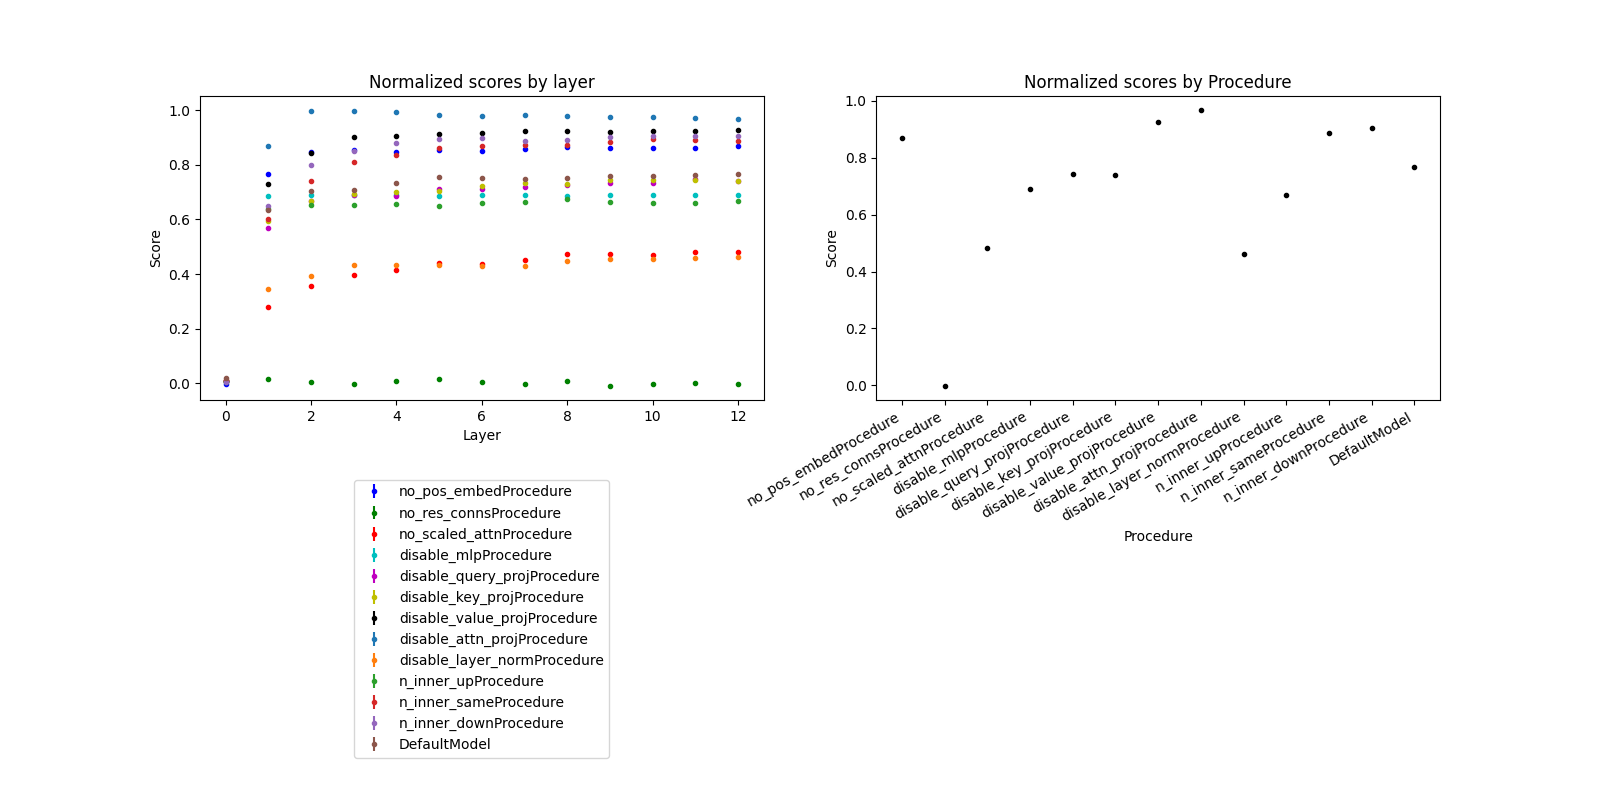 Normalized scores by layer
1.0
0.8
0.6
0.4
0.2
0.0
Score
0 2 4 6 8 10 12
Layer
no_pos_embedProcedure
no_res_connsProcedure
no_scaled_attnProcedure
disable_mlpProcedure
disable_query_projProcedure
disable_key_projProcedure
disable_value_projProcedure
disable_attn_projProcedure
disable_layer_normProcedure
n_inner_upProcedure
n_inner_sameProcedure
n_inner_downProcedure
DefaultModel
Normalized scores by Procedure
1.0
0.8
0.6
0.4
0.2
0.0
Score
no_pos_embedProcedure
no_res_connsProcedure
no_scaled_attnProcedure
disable_mlpProcedure
disable_query_projProcedure
disable_key_projProcedure
disable_value_projProcedure
disable_attn_projProcedure
disable_layer_normProcedure
n_inner_upProcedure
n_inner_sameProcedure
n_inner_downProcedure
DefaultModel
Procedure